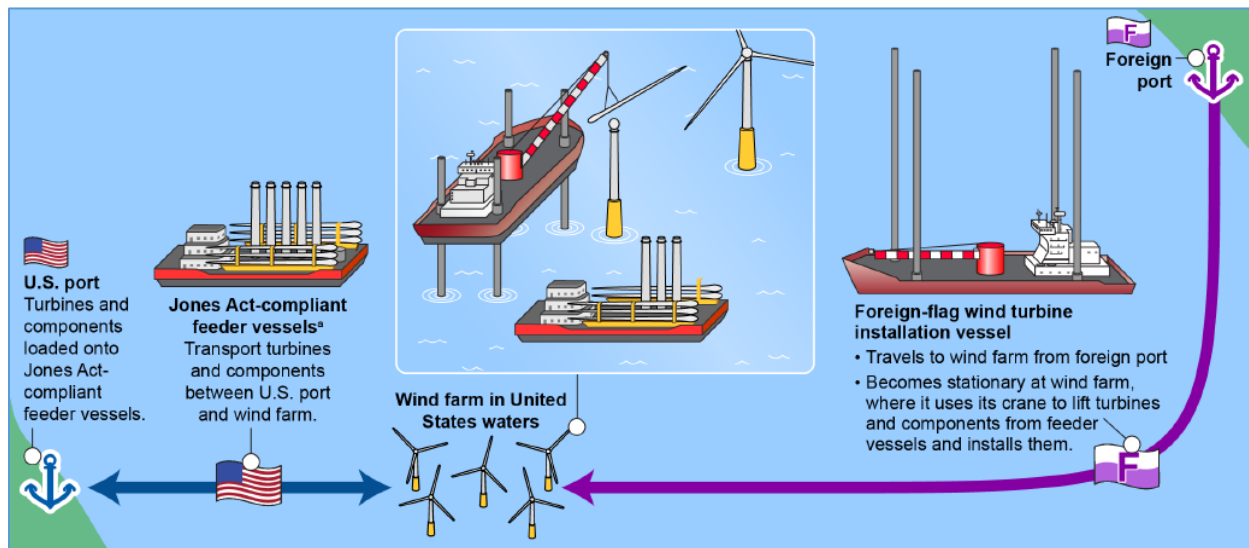 U.S. port
Turbines and
components
loaded onto
Jones Act-
compliant
feeder vessels.
Jones Act-compliant
feeder vesselsᵃ
Transport turbines
and components
between U.S. port
and wind farm.
Wind farm in United
States waters
Foreign-flag wind turbine
installation vessel
• Travels to wind farm from foreign port
• Becomes stationary at wind farm,
where it uses its crane to lift turbines
and components from feeder
vessels and installs them.
F
Foreign
port
F